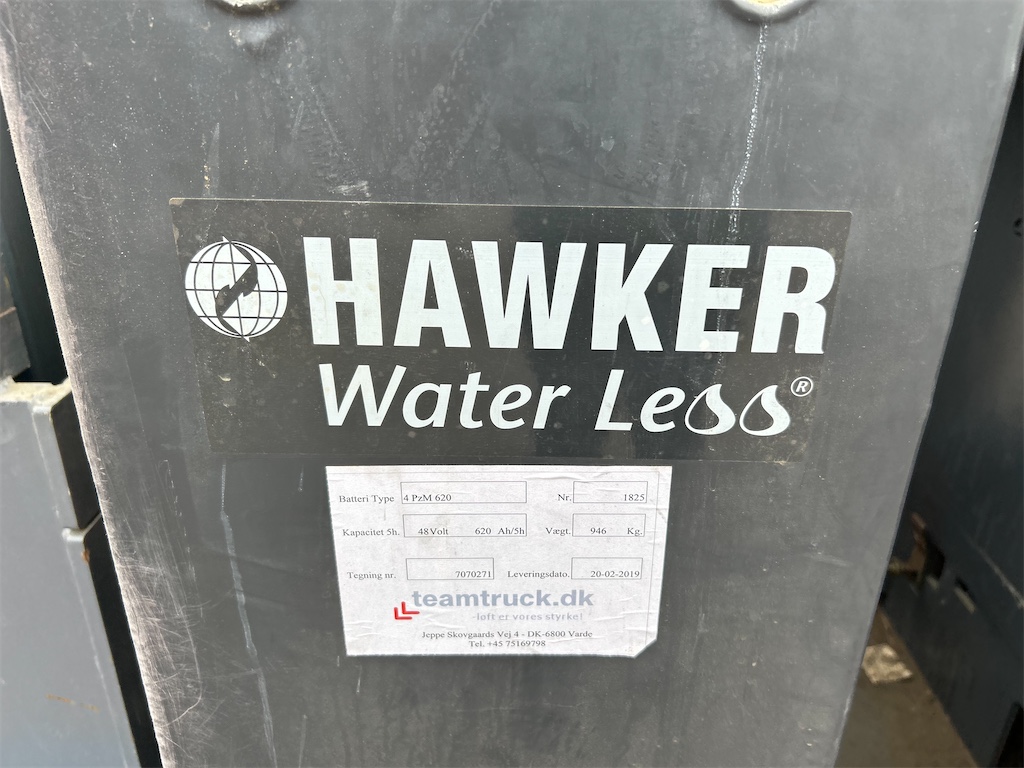 HAWKER
Water Less®
Batteri Type 4 PzM 620 Nr. 1825
Kapacitet 5h. 48Volt 620 Ah/5h Vægt. 946 Kg.
Tegning nr. 7070271 Leveringsdato. 20-02-2019
teamtruck.dk
-løft er vores styrke!
Jeppe Skovgaards Vej 4 - DK-6800 Varde
Tel. +45 75169798